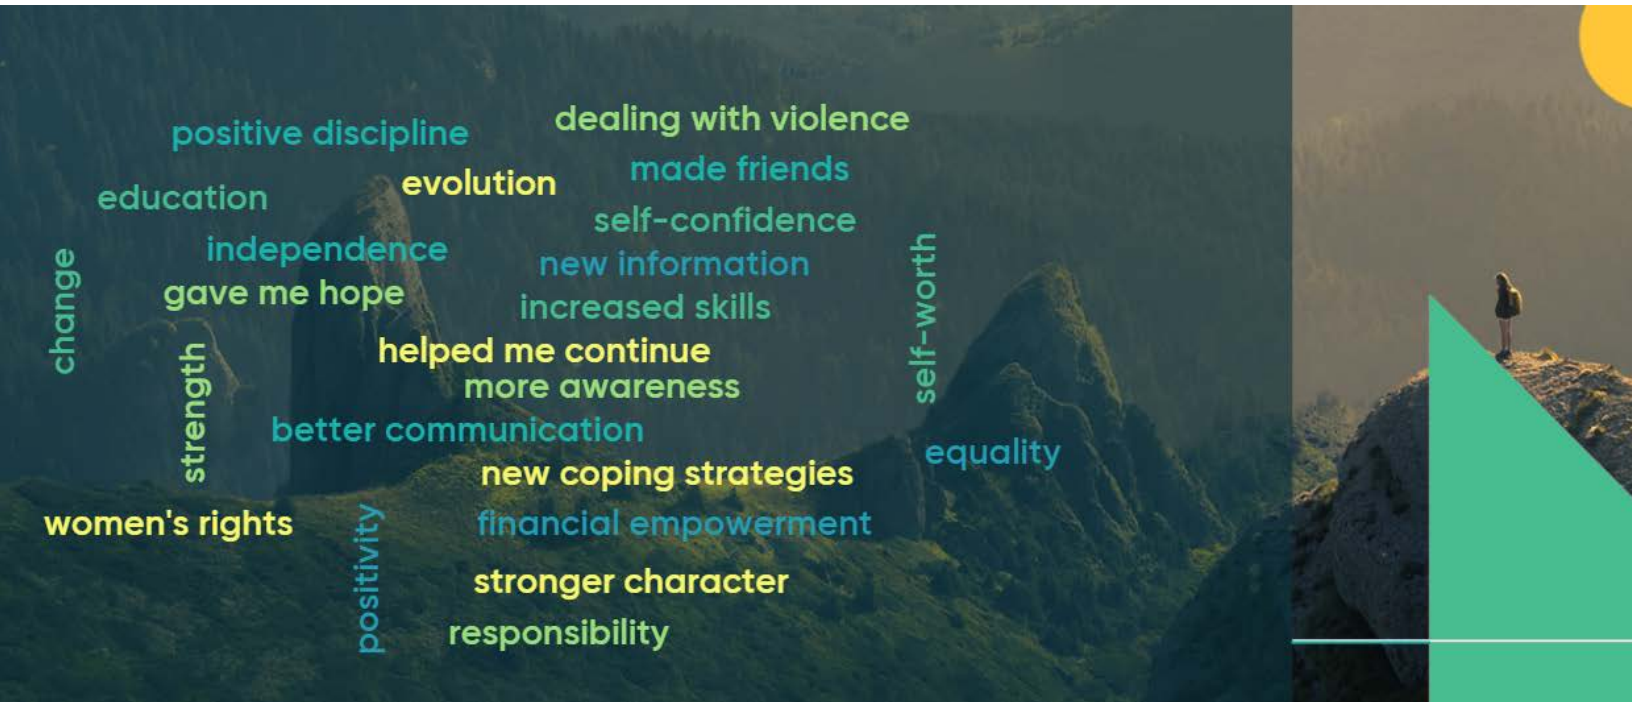 dealing with violence
positive discipline
made friends
evolution
education
self-confidence
independence
new information
change
gave me hope
increased skills
self-worth
helped me continue
strength
more awareness
better communication
equality
new coping strategies
women's rights
financial empowerment
positivity
stronger character
responsibility